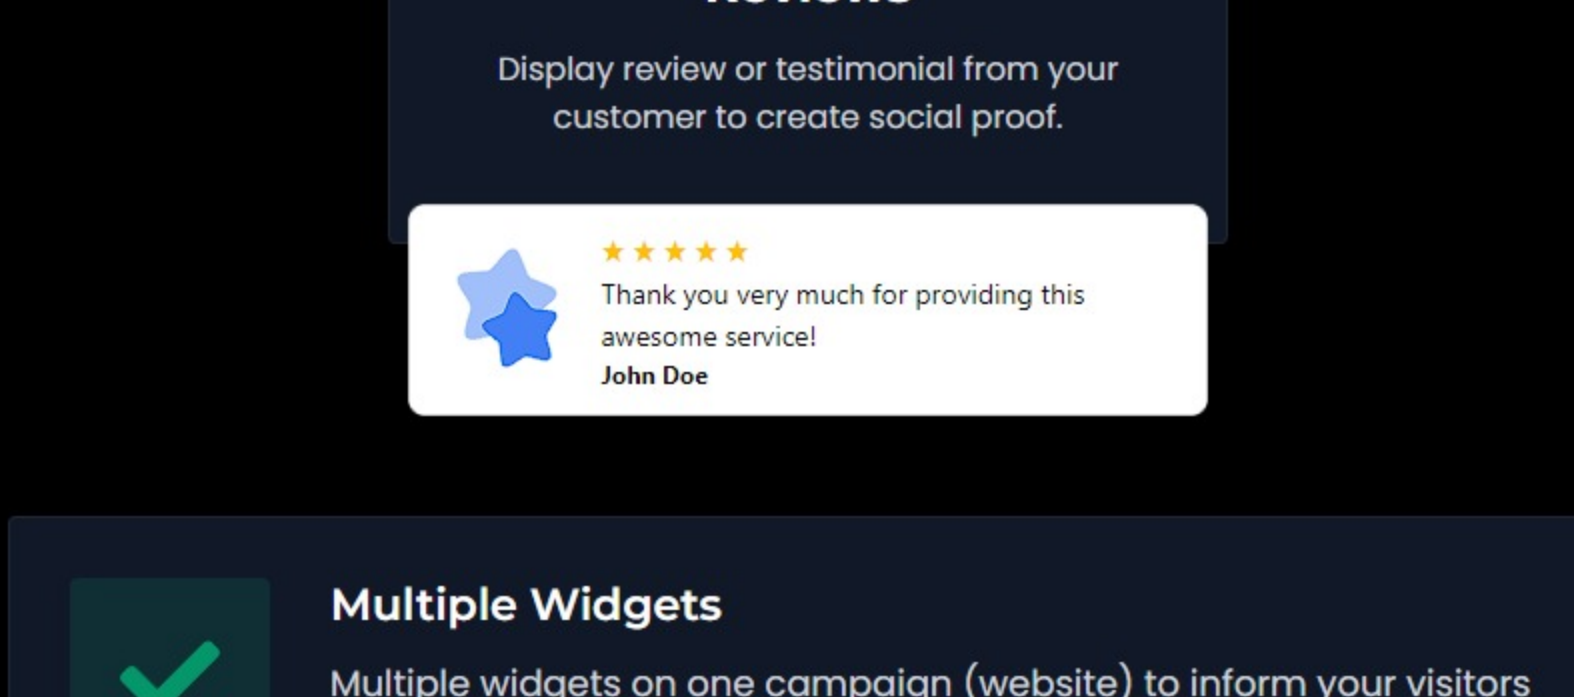 Reviews
Display review or testimonial from your
customer to create social proof.
Thank you very much for providing this
awesome service!
John Doe
Multiple Widgets
Multiple widgets on one campaign (website) to inform your visitors